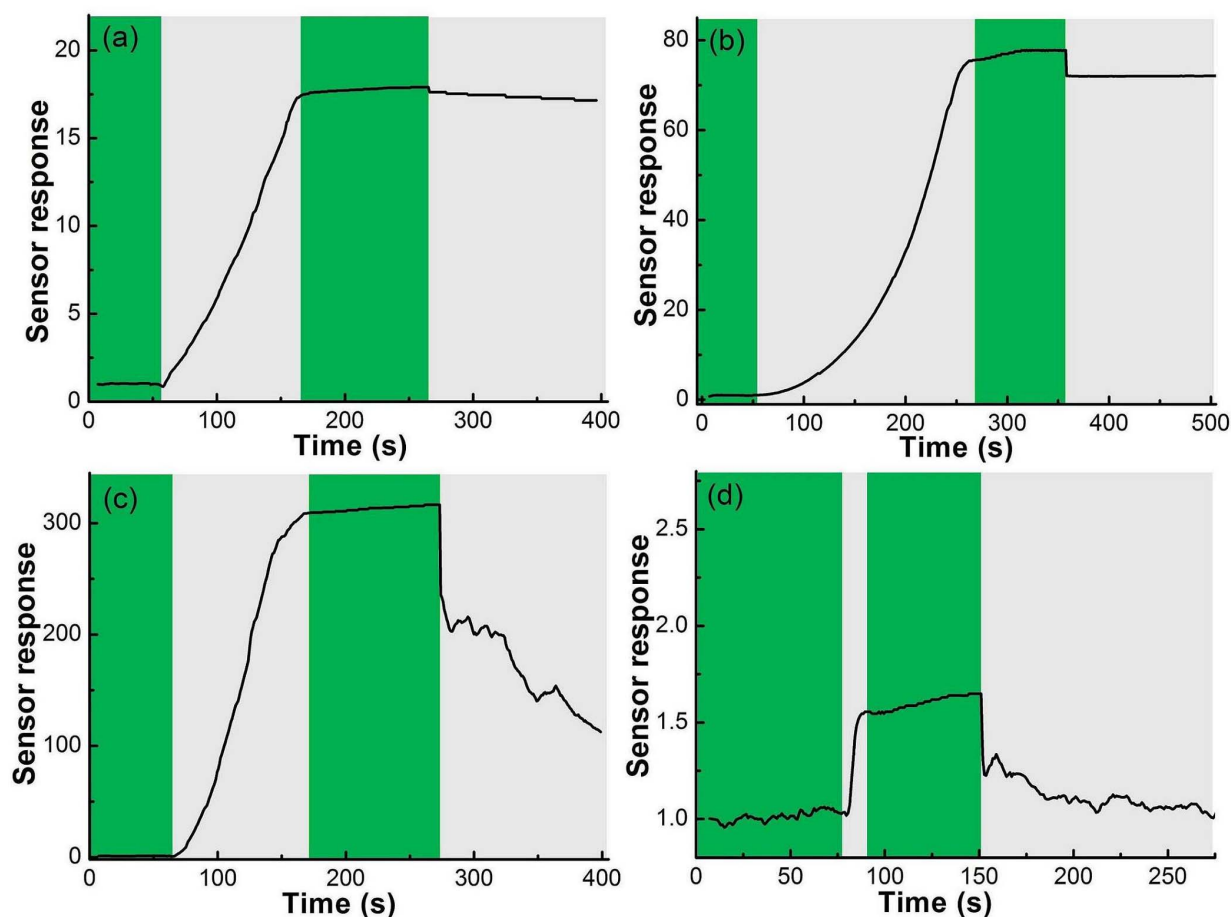 (a)
Sensor response
20
15
10
5
0
0 100 200 300 400
Time (s)
(b)
Sensor response
80
60
40
20
0
0 100 200 300 400 500
Time (s)
(c)
Sensor response
300
200
100
0
0 100 200 300 400
Time (s)
(d)
Sensor response
2.5
2.0
1.5
1.0
0 50 100 150 200 250
Time (s)